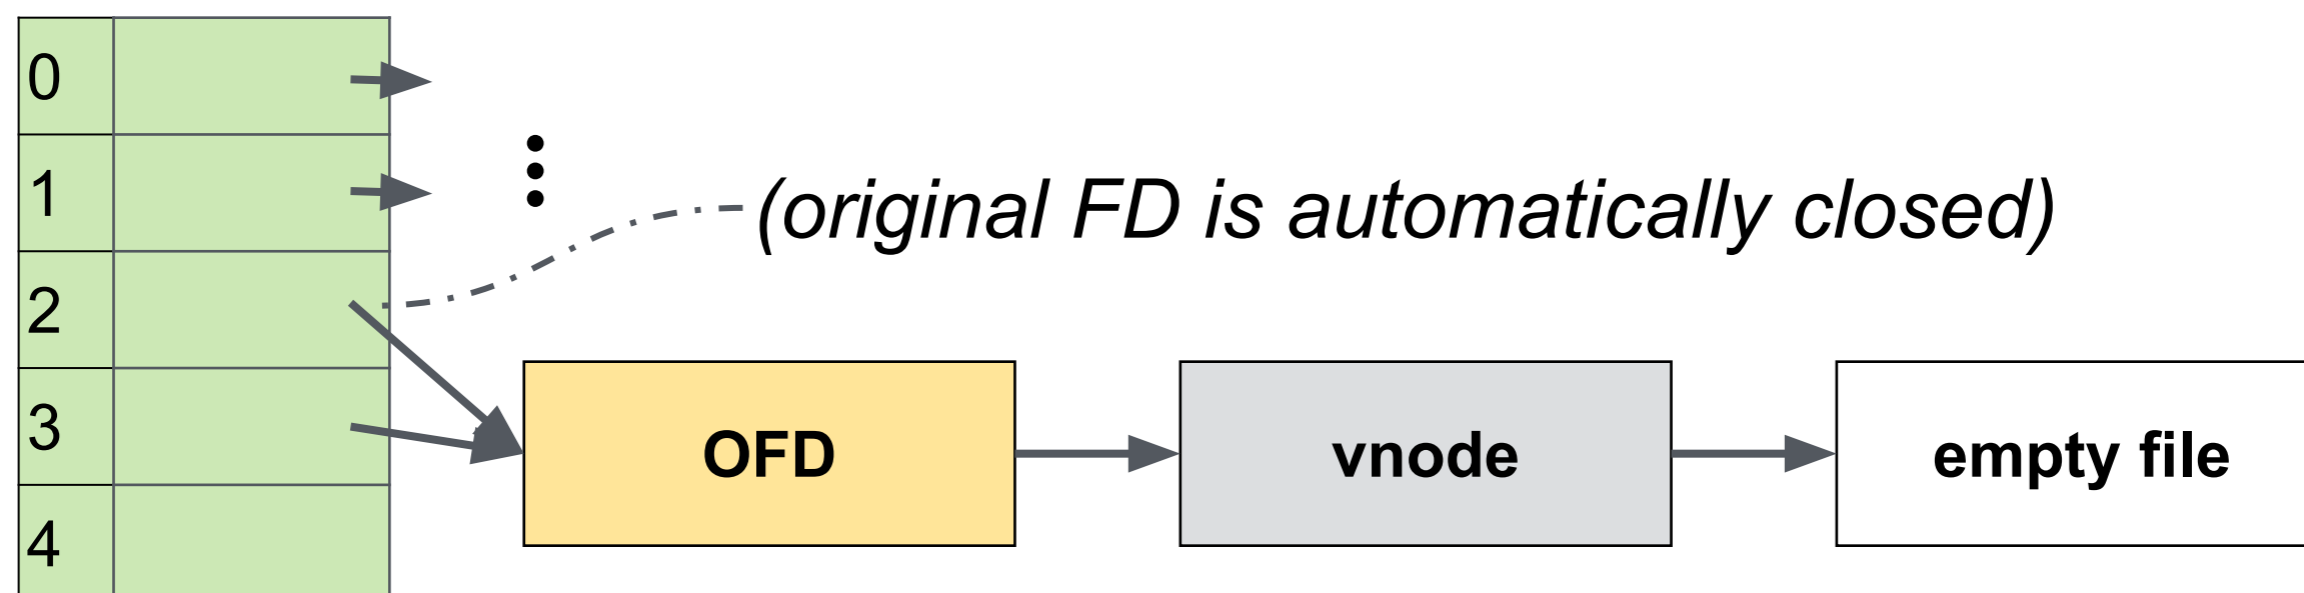 0
1
(original FD is automatically closed)
2
3
OFD
vnode
empty file
4